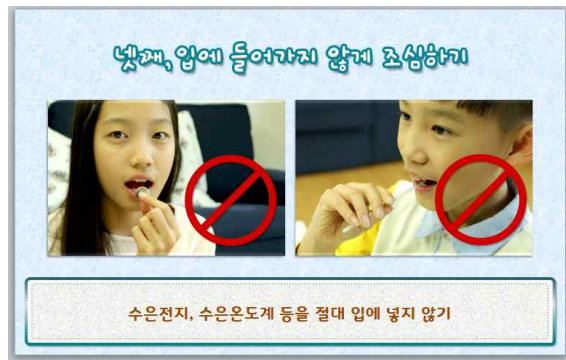 넷째, 입에 들어가지 않게 조심하기
수은전지, 수은온도계 등을 절대 입에 넣지 않기